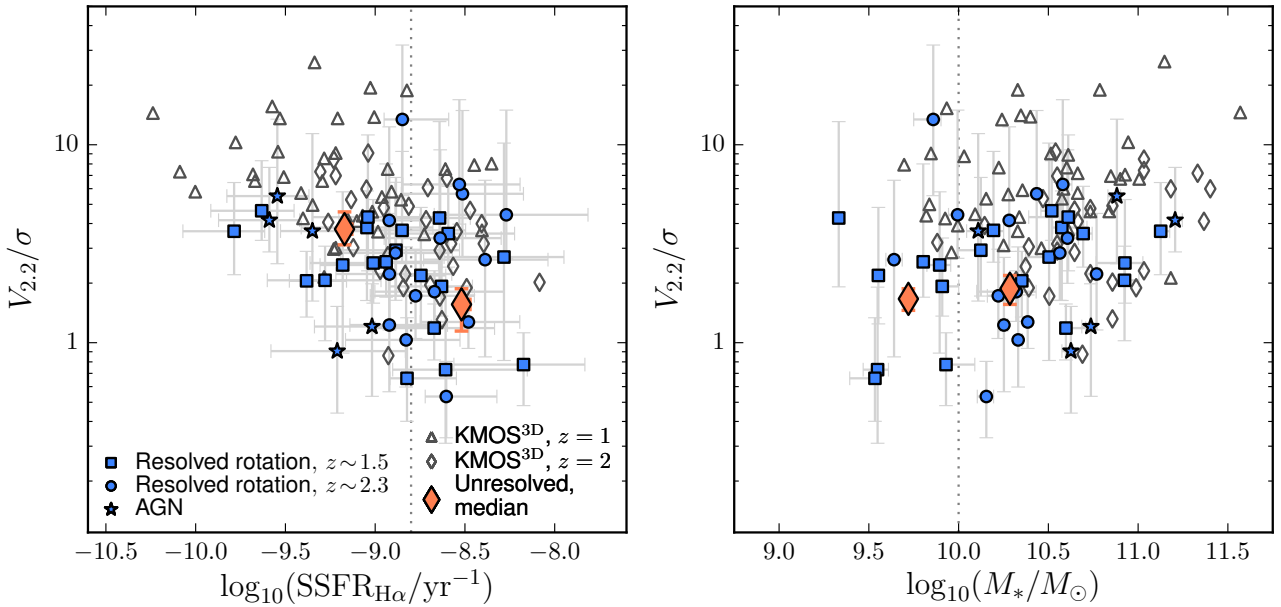 10
1
V₂.₂/σ
Resolved rotation, z∼1.5
Resolved rotation, z∼2.3
AGN
KMOS³ᴰ, z = 1
KMOS³ᴰ, z = 2
Unresolved,
median
−10.5 −10.0 −9.5 −9.0 −8.5 −8.0
log₁₀(SSFR_Hα/yr⁻¹)
10
1
V₂.₂/σ
9.0 9.5 10.0 10.5 11.0 11.5
log₁₀(M∗/M⊙)